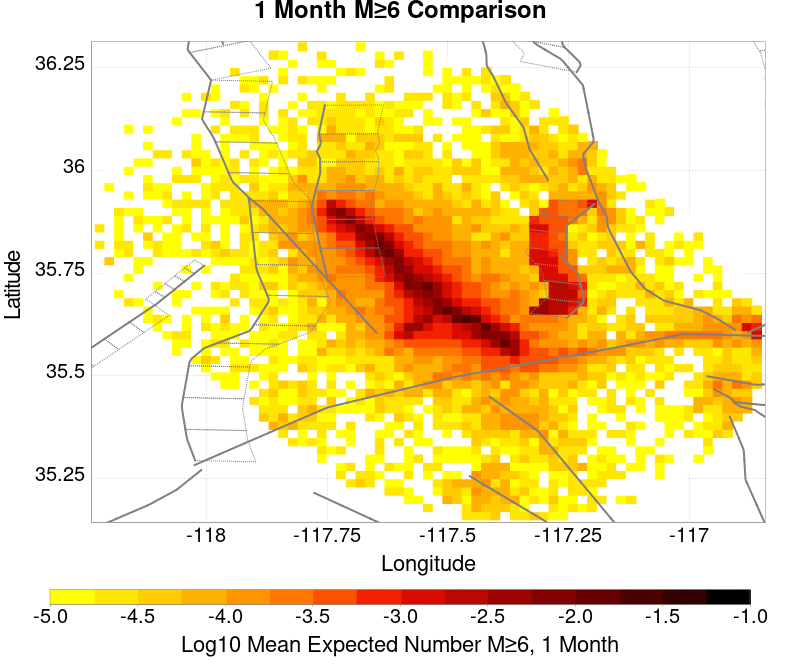 1 Month M≥6 Comparison
36.25
36
35.75
35.5
35.25
Latitude
-118 -117.75 -117.5 -117.25 -117
Longitude
-5.0 -4.5 -4.0 -3.5 -3.0 -2.5 -2.0 -1.5 -1.0
Log10 Mean Expected Number M≥6, 1 Month